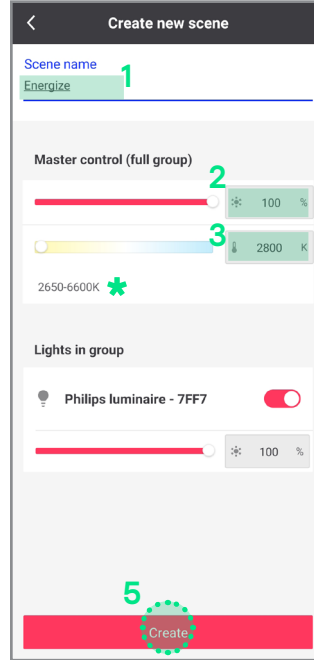 Create new scene
Scene name
1
Energize
Master control (full group)
2
100 %
3
2800 K
2650-6600K *
Lights in group
Philips luminaire - 7FF7
100 %
5
Create